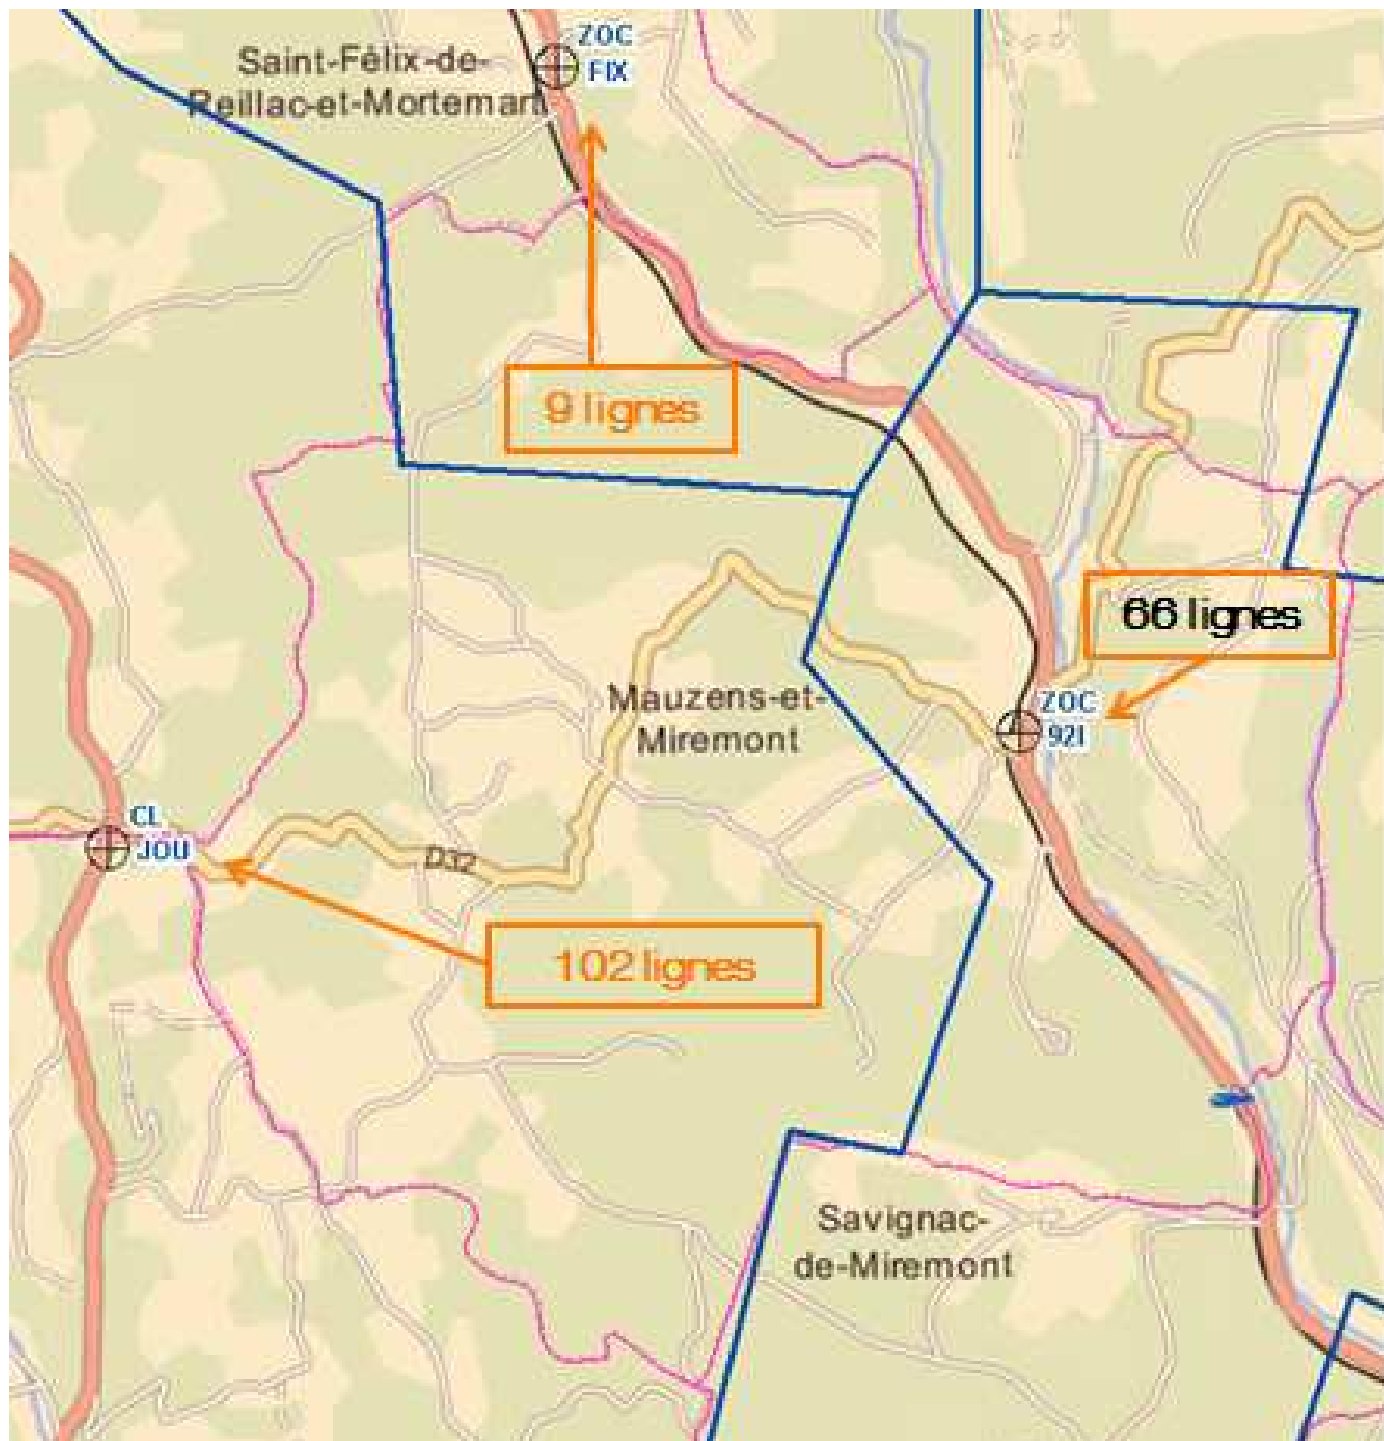 ZOC
FIX
Saint-Félix-de-
Reillac-et-Mortemart
9 lignes
66 lignes
ZOC
921
Mauzens-et-
Miremont
CL
JOU
D32
102 lignes
Savignac-
de-Miremont